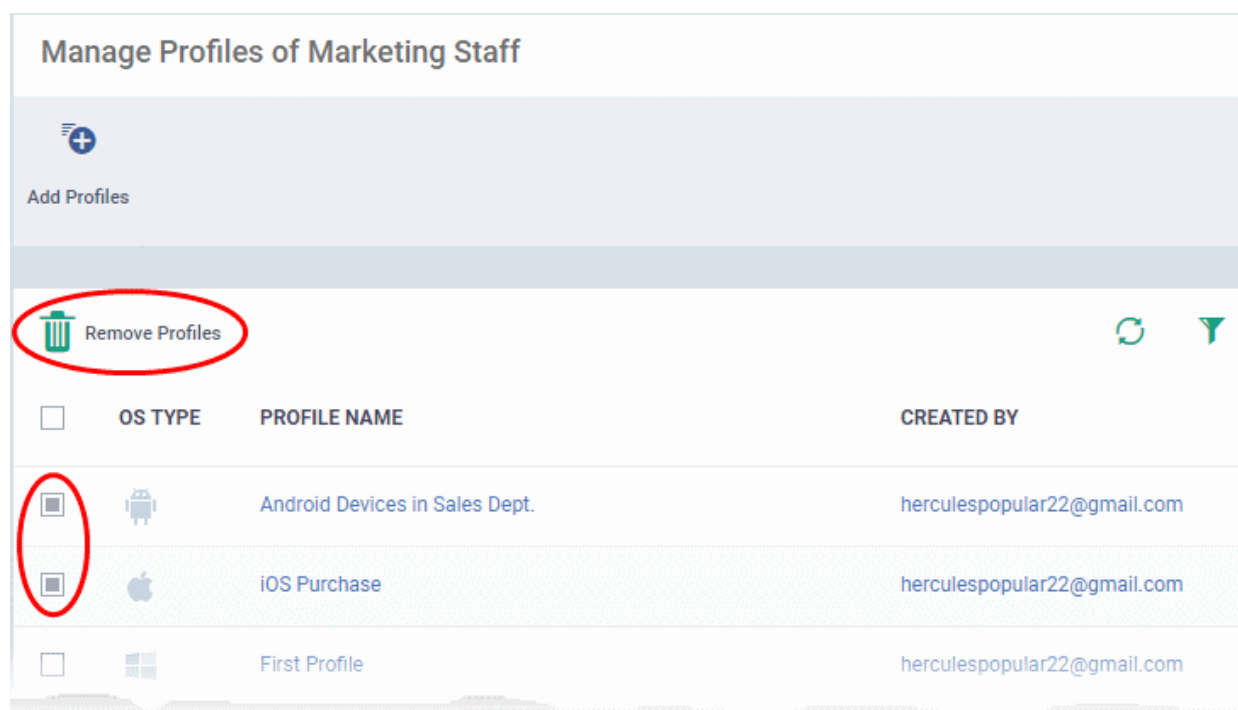 Manage Profiles of Marketing Staff
Add Profiles
Remove Profiles
OS TYPE PROFILE NAME CREATED BY
Android Devices in Sales Dept. herculespopular22@gmail.com
iOS Purchase herculespopular22@gmail.com
First Profile herculespopular22@gmail.com